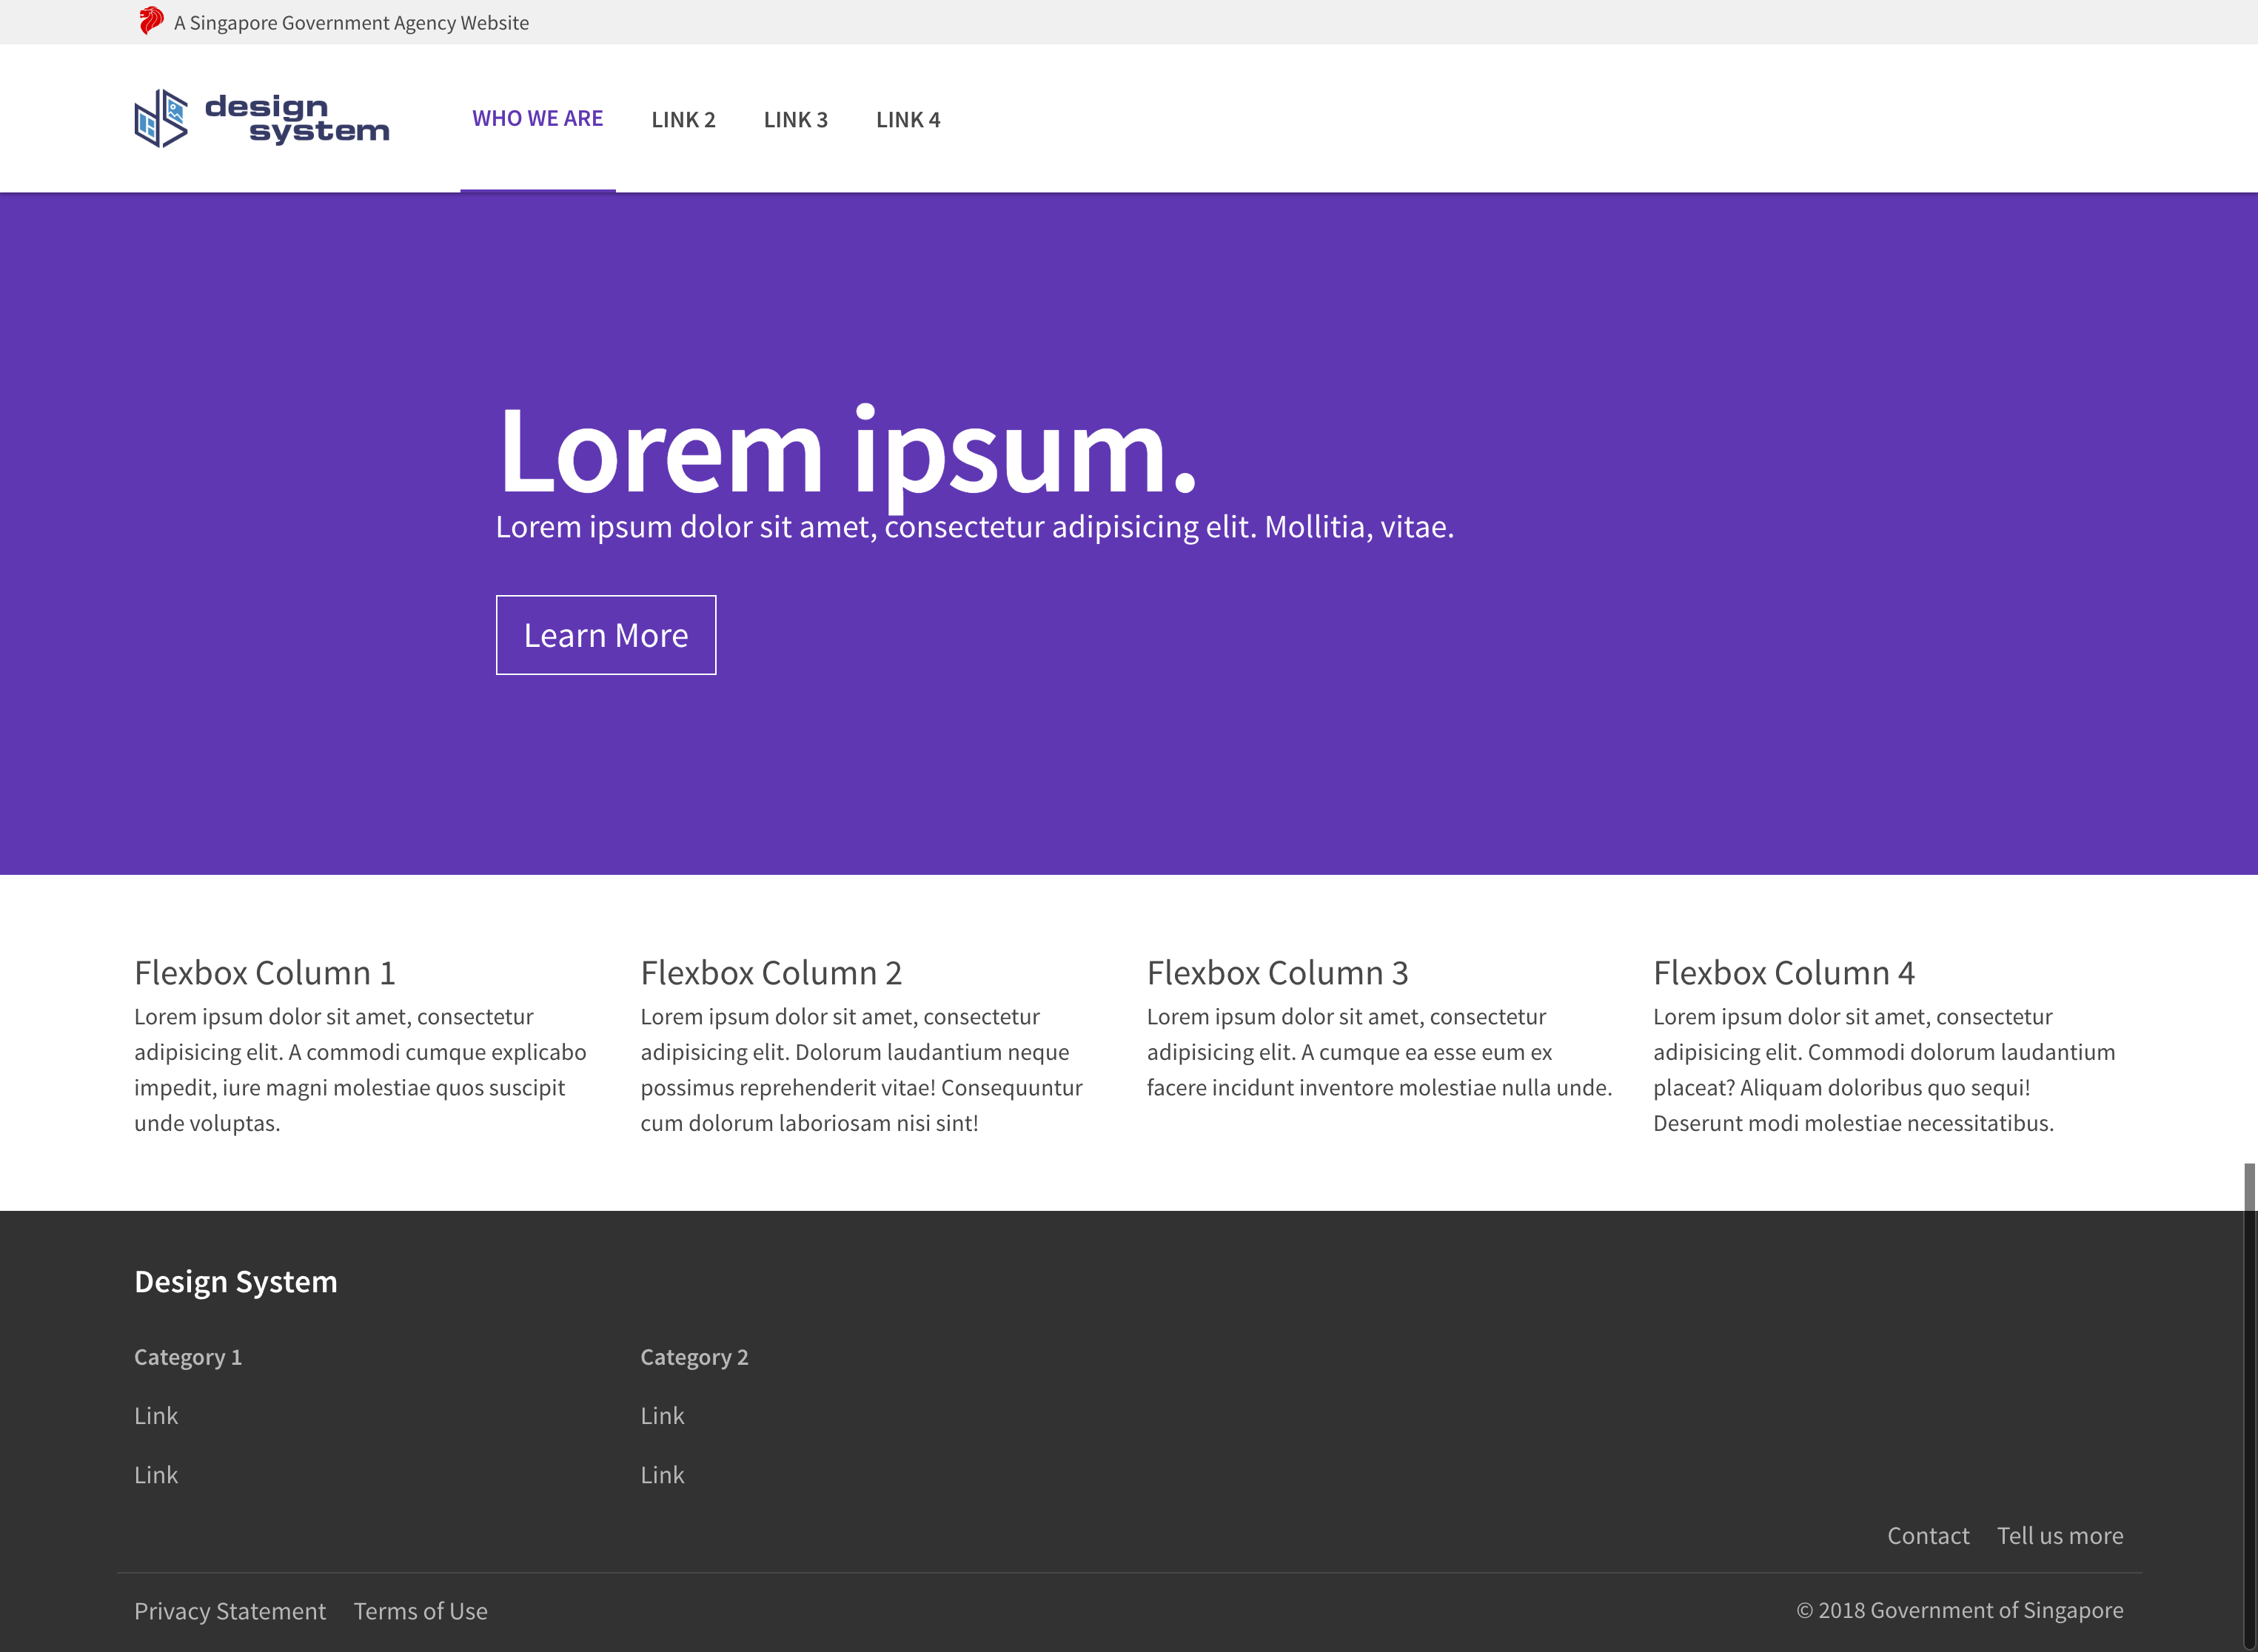 A Singapore Government Agency Website
design
system
WHO WE ARE
LINK 2
LINK 3
LINK 4
Lorem ipsum.
Lorem ipsum dolor sit amet, consectetur adipisicing elit. Mollitia, vitae.
Learn More
Flexbox Column 1
Lorem ipsum dolor sit amet, consectetur
adipisicing elit. A commodi cumque explicabo
impedit, iure magni molestiae quos suscipit
unde voluptas.
Flexbox Column 2
Lorem ipsum dolor sit amet, consectetur
adipisicing elit. Dolorum laudantium neque
possimus reprehenderit vitae! Consequuntur
cum dolorum laboriosam nisi sint!
Flexbox Column 3
Lorem ipsum dolor sit amet, consectetur
adipisicing elit. A cumque ea esse eum ex
facere incidunt inventore molestiae nulla unde.
Flexbox Column 4
Lorem ipsum dolor sit amet, consectetur
adipisicing elit. Commodi dolorum laudantium
placeat? Aliquam doloribus quo sequi!
Deserunt modi molestiae necessitatibus.
Design System
Category 1
Link
Link
Category 2
Link
Link
Contact
Tell us more
Privacy Statement
Terms of Use
© 2018 Government of Singapore